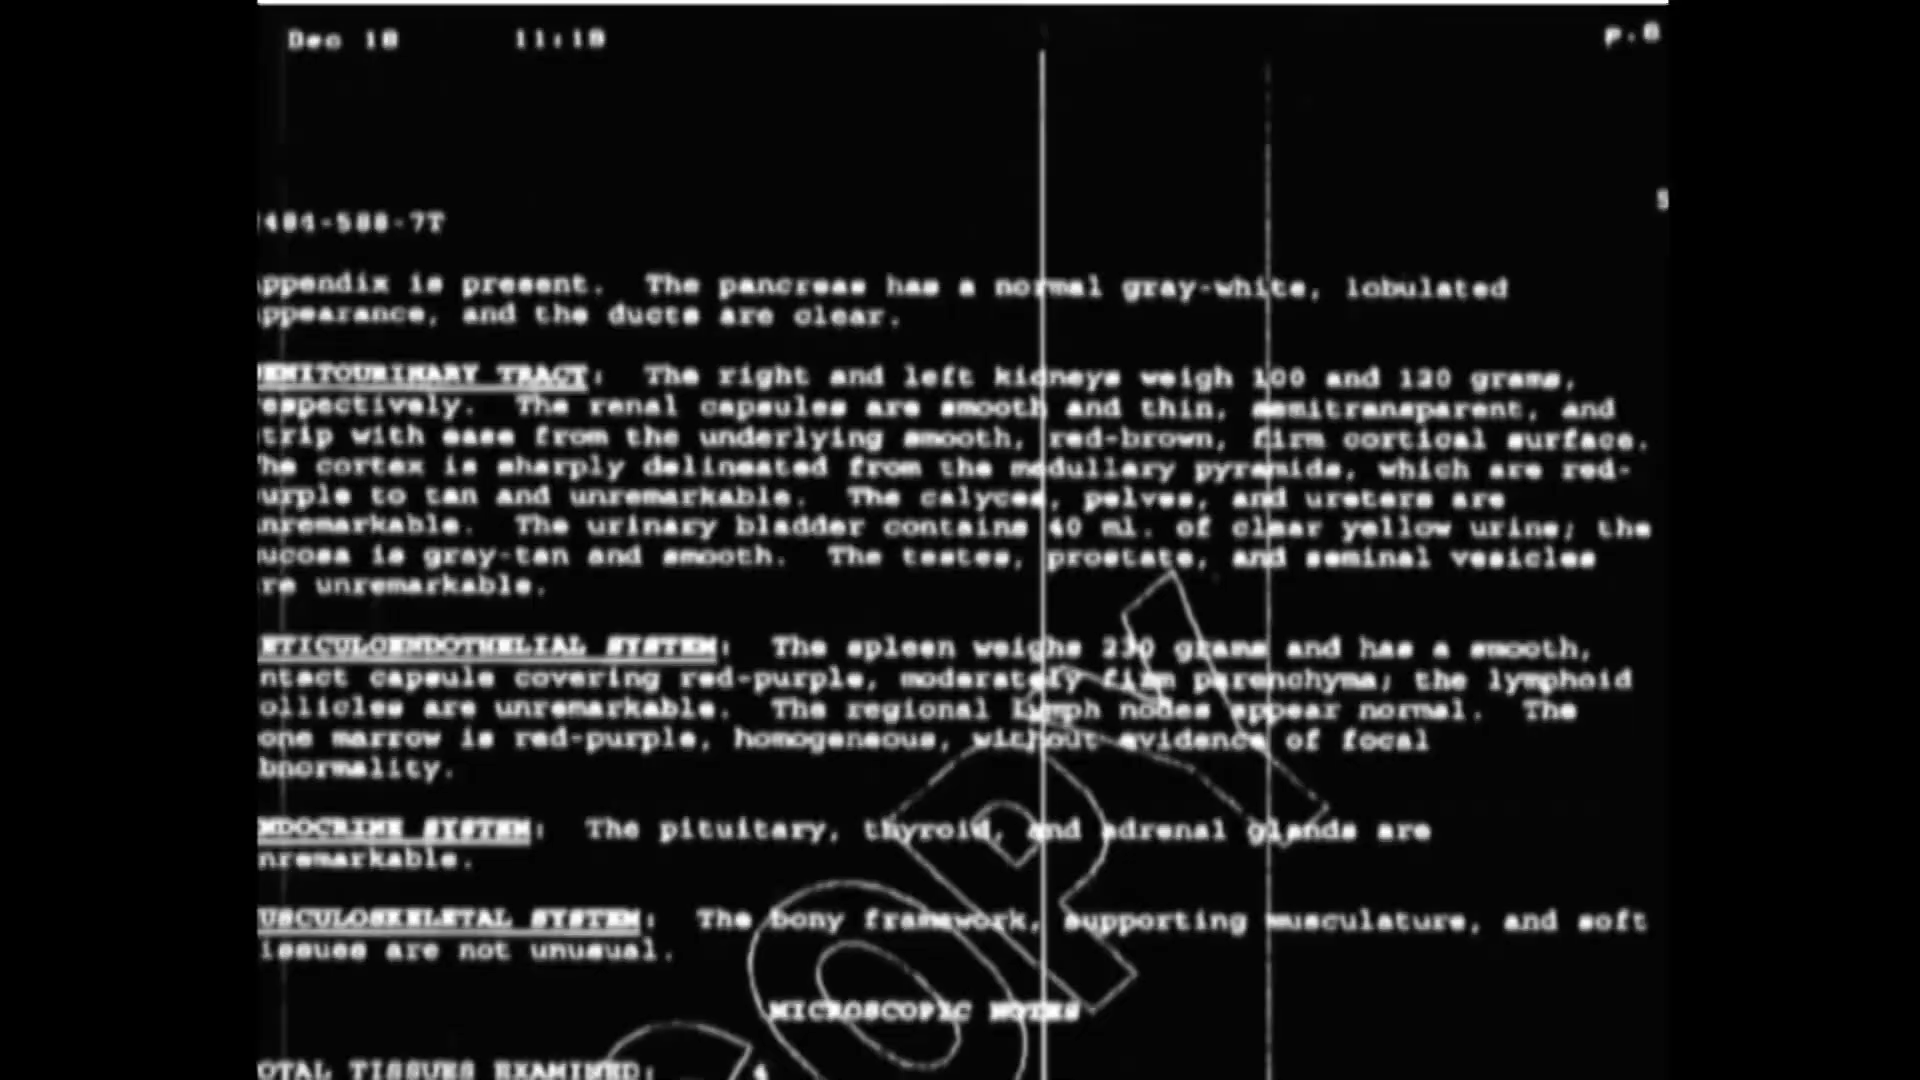 Dec 18 11:18 p.8
5
484-588-7T
ppendix is present. The pancreas has a normal gray-white, lobulated
ppearance, and the ducts are clear.
ENITOURINARY TRACT: The right and left kidneys weigh 100 and 120 grams,
espectively. The renal capsules are smooth and thin, semitransparent, and
trip with ease from the underlying smooth, red-brown, firm cortical surface.
he cortex is sharply delineated from the medullary pyramids, which are red-
urple to tan and unremarkable. The calyces, pelves, and ureters are
nremarkable. The urinary bladder contains 40 ml. of clear yellow urine; the
ucosa is gray-tan and smooth. The testes, prostate, and seminal vesicles
re unremarkable.
ETICULOENDOTHELIAL SYSTEM: The spleen weighs 230 grams and has a smooth,
ntact capsule covering red-purple, moderately firm parenchyma; the lymphoid
ollicles are unremarkable. The regional lymph nodes appear normal. The
one marrow is red-purple, homogeneous, without evidence of focal
bnormality.
NDOCRINE SYSTEM: The pituitary, thyroid, and adrenal glands are
nremarkable.
USCULOSKELETAL SYSTEM: The bony framework, supporting musculature, and soft
issues are not unusual.
MICROSCOPIC NOTES
OTAL TISSUES EXAMINED: 4
COPY